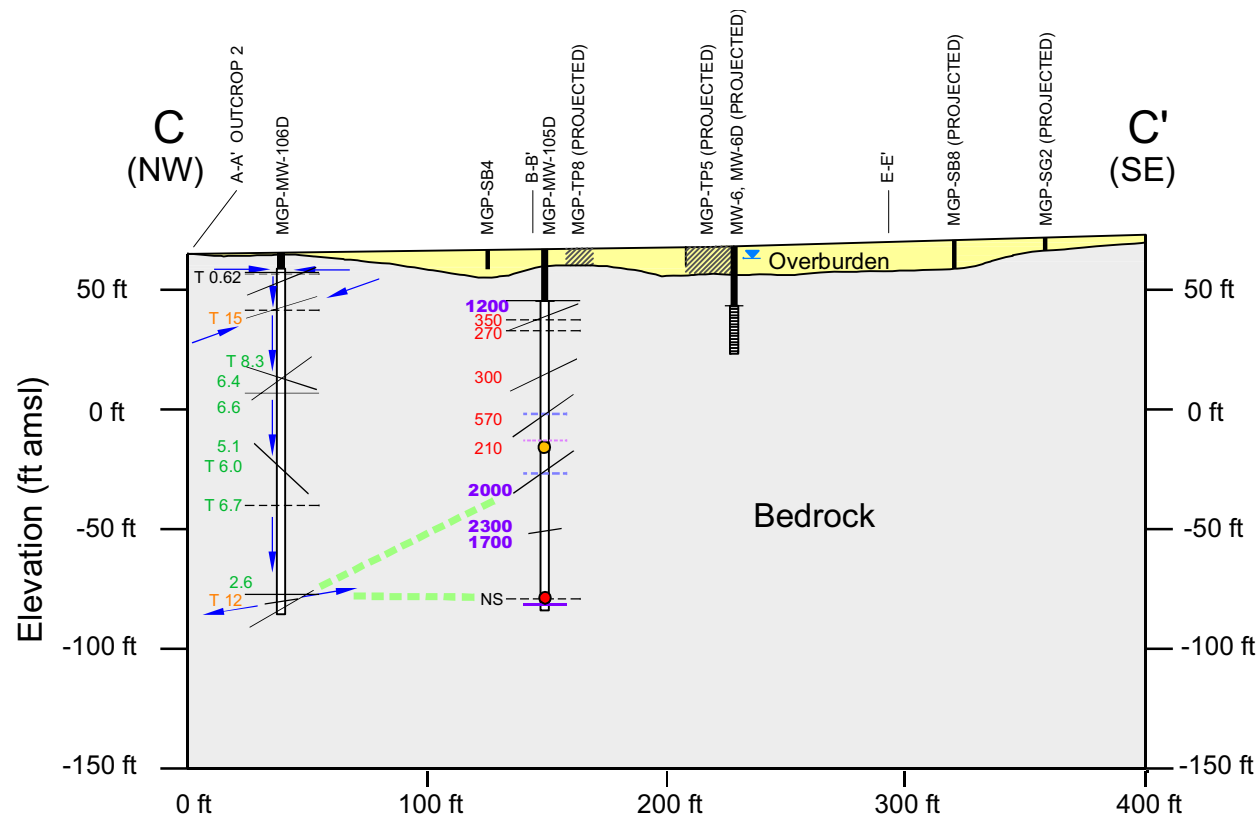 C
(NW)
A-A' OUTCROP 2
MGP-MW-106D
MGP-SB4
B-B'
MGP-MW-105D
MGP-TP8 (PROJECTED)
MGP-TP5 (PROJECTED)
MW-6, MW-6D (PROJECTED)
E-E'
MGP-SB8 (PROJECTED)
MGP-SG2 (PROJECTED)
C'
(SE)
Elevation (ft amsl)
50 ft
0 ft
-50 ft
-100 ft
-150 ft
T 0.62
T 15
T 8.3
6.4
6.6
5.1
T 6.0
T 6.7
2.6
T 12
1200
350
270
300
570
210
2000
2300
1700
NS
Overburden
Bedrock
50 ft
0 ft
-50 ft
-100 ft
-150 ft
0 ft
100 ft
200 ft
300 ft
400 ft